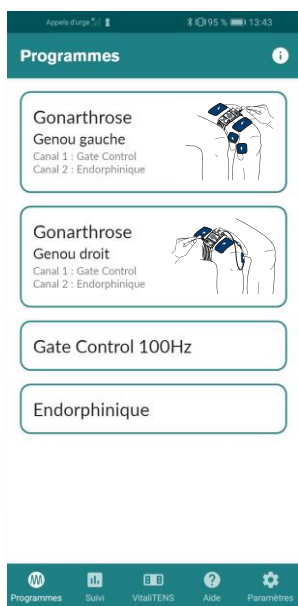 Appels d'urge 95 % 13:43
Programmes
Gonarthrose
Genou gauche
Canal 1 : Gate Control
Canal 2 : Endorphinique
Gonarthrose
Genou droit
Canal 1 : Gate Control
Canal 2 : Endorphinique
Gate Control 100Hz
Endorphinique
Programmes Suivi VitaliTENS Aide Paramètres